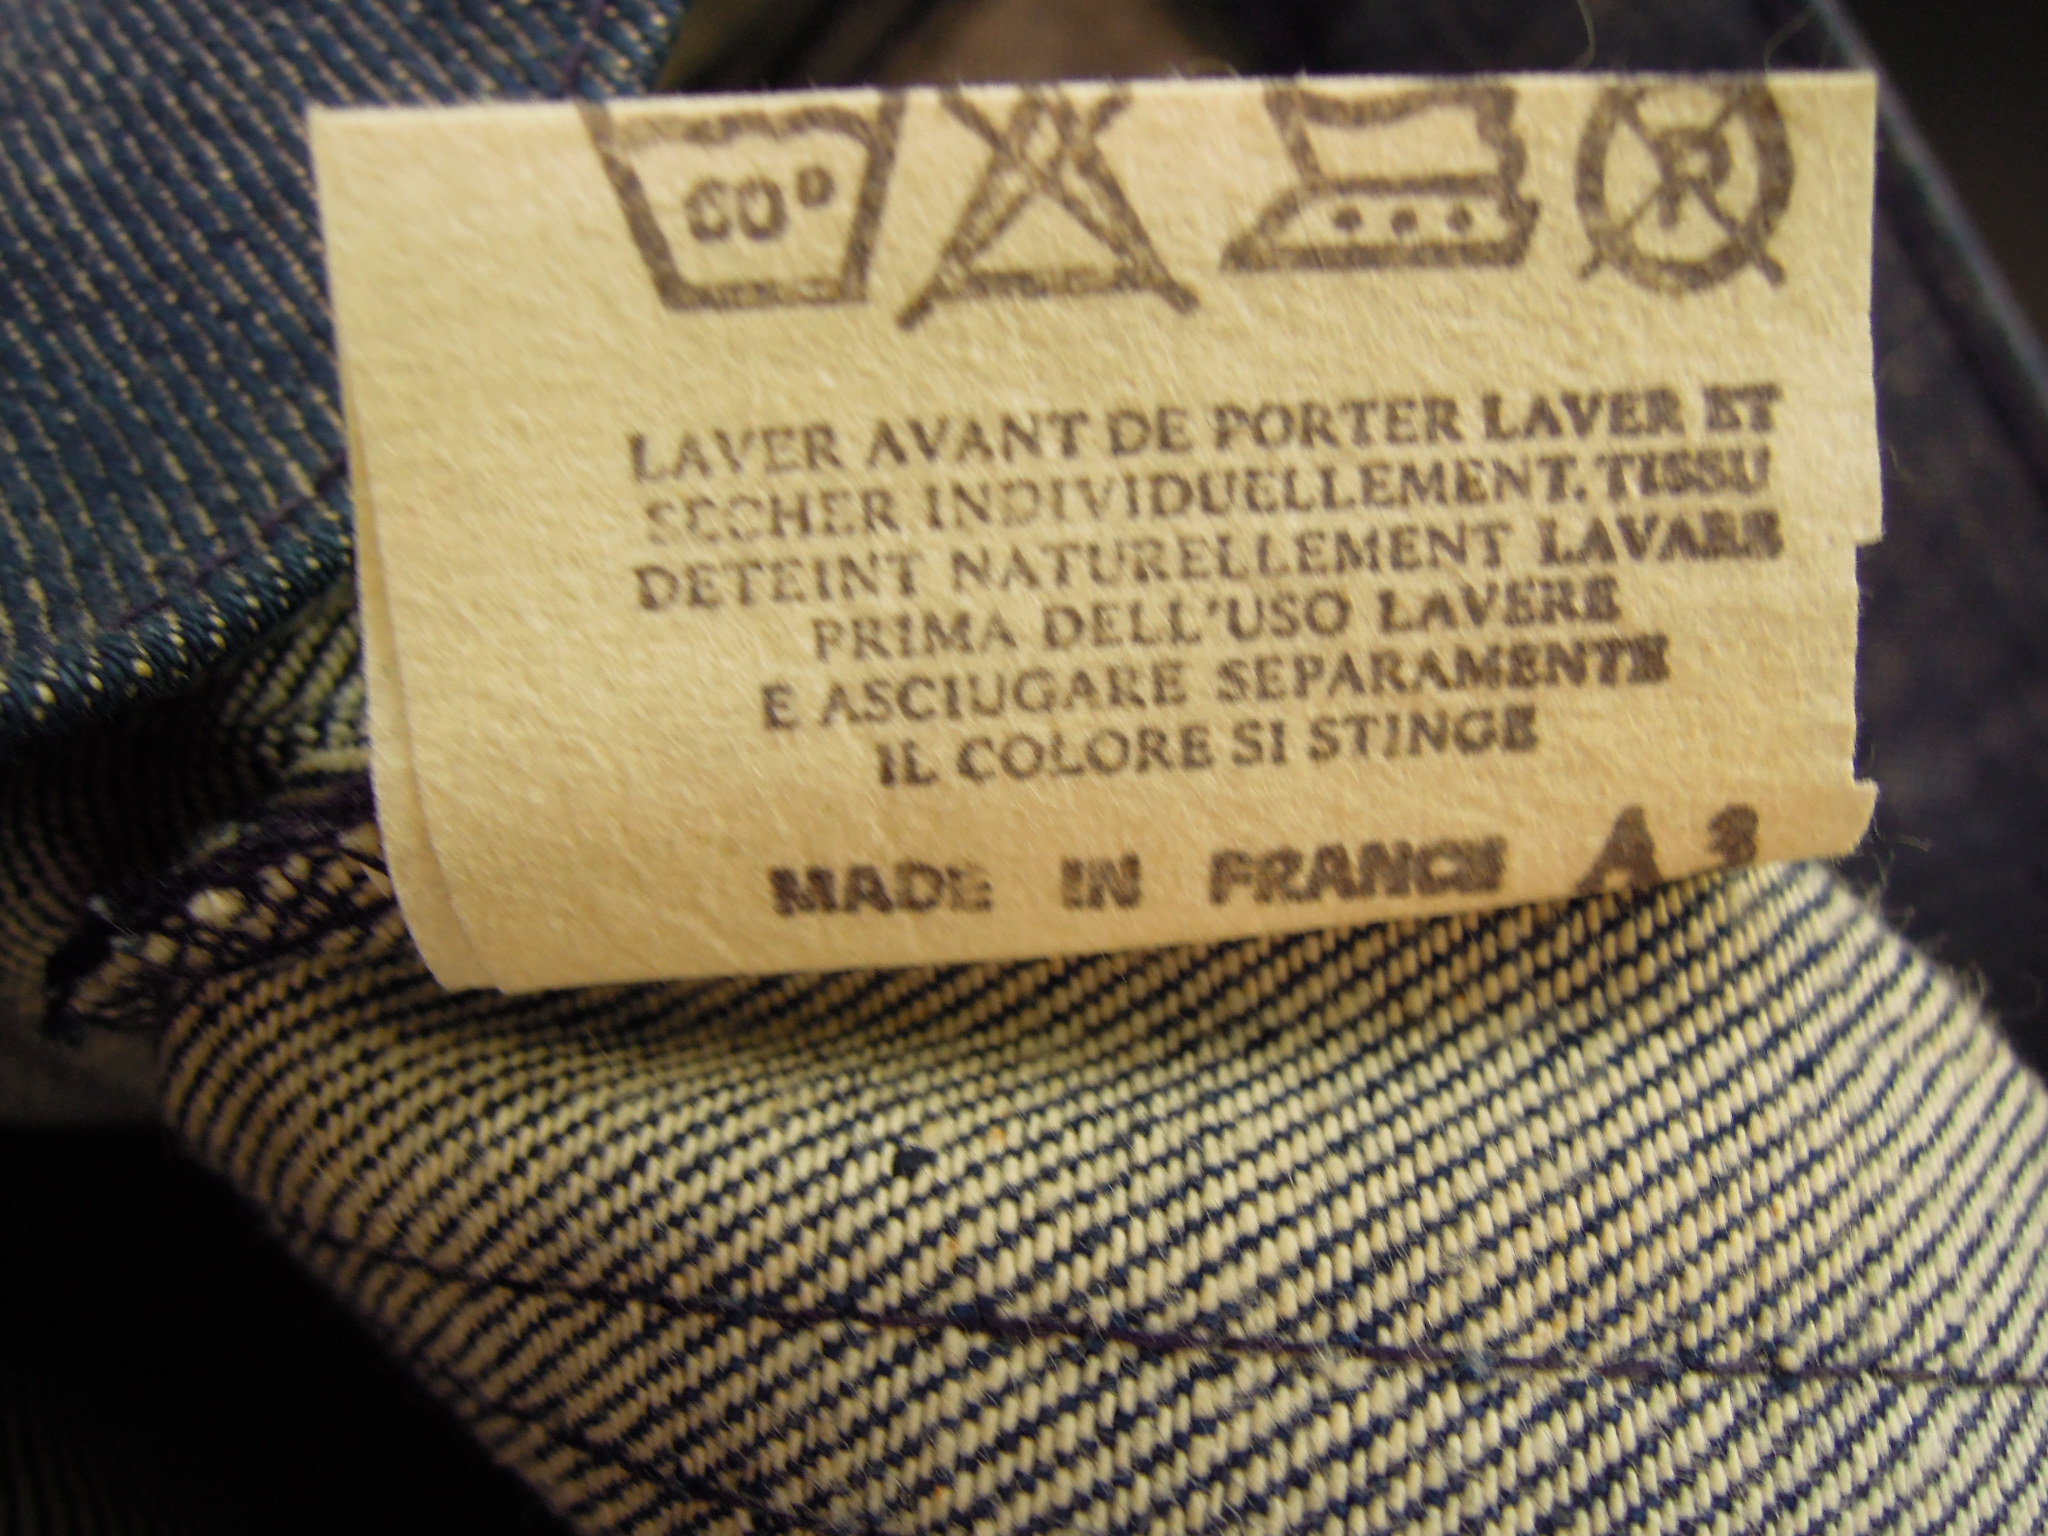 60°
P
LAVER AVANT DE PORTER LAVER ET
SECHER INDIVIDUELLEMENT. TISSU
DETEINT NATURELLEMENT LAVARE
PRIMA DELL'USO LAVERE
E ASCIUGARE SEPARAMENTE
IL COLORE SI STINGE
MADE IN FRANCE A 3